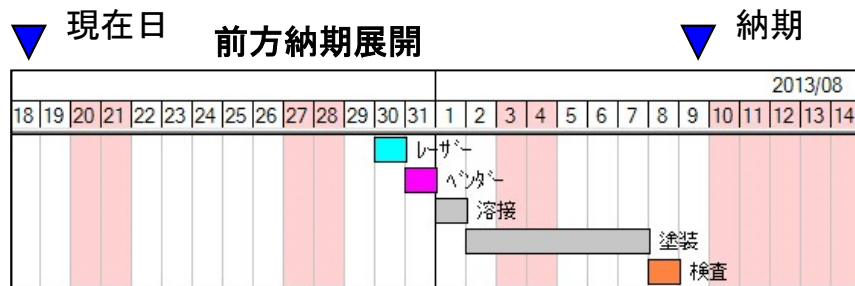 現在日
前方納期展開
納期
2013/08
18 19 20 21 22 23 24 25 26 27 28 29 30 31 1 2 3 4 5 6 7 8 9 10 11 12 13 14
ﾚｰｻﾞｰ
ﾍﾞﾝﾀﾞｰ
溶接
塗装
検査